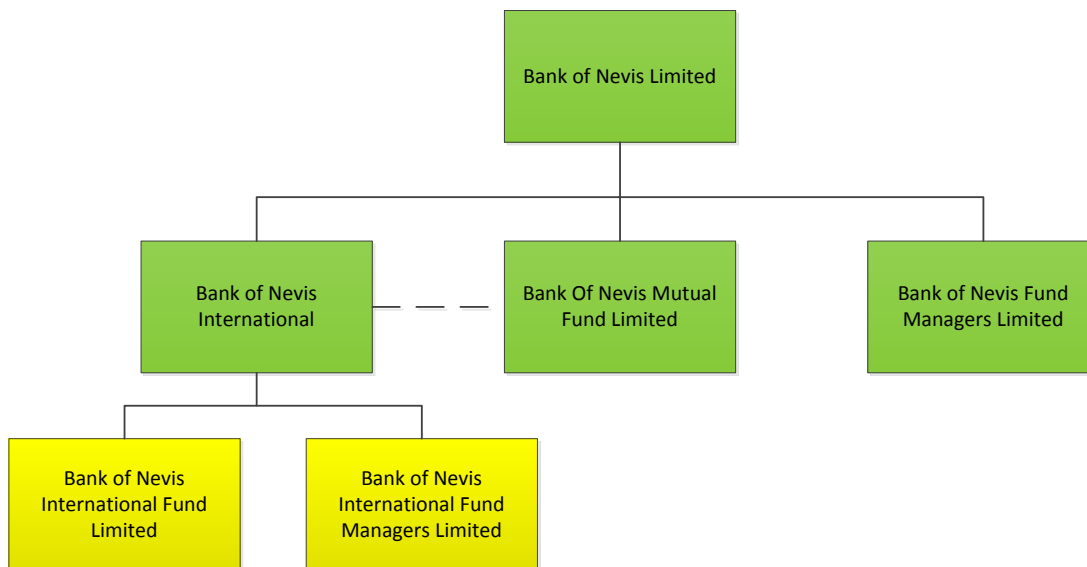 Bank of Nevis Limited
Bank of Nevis
International
Bank Of Nevis Mutual
Fund Limited
Bank of Nevis Fund
Managers Limited
Bank of Nevis
International Fund
Limited
Bank of Nevis
International Fund
Managers Limited